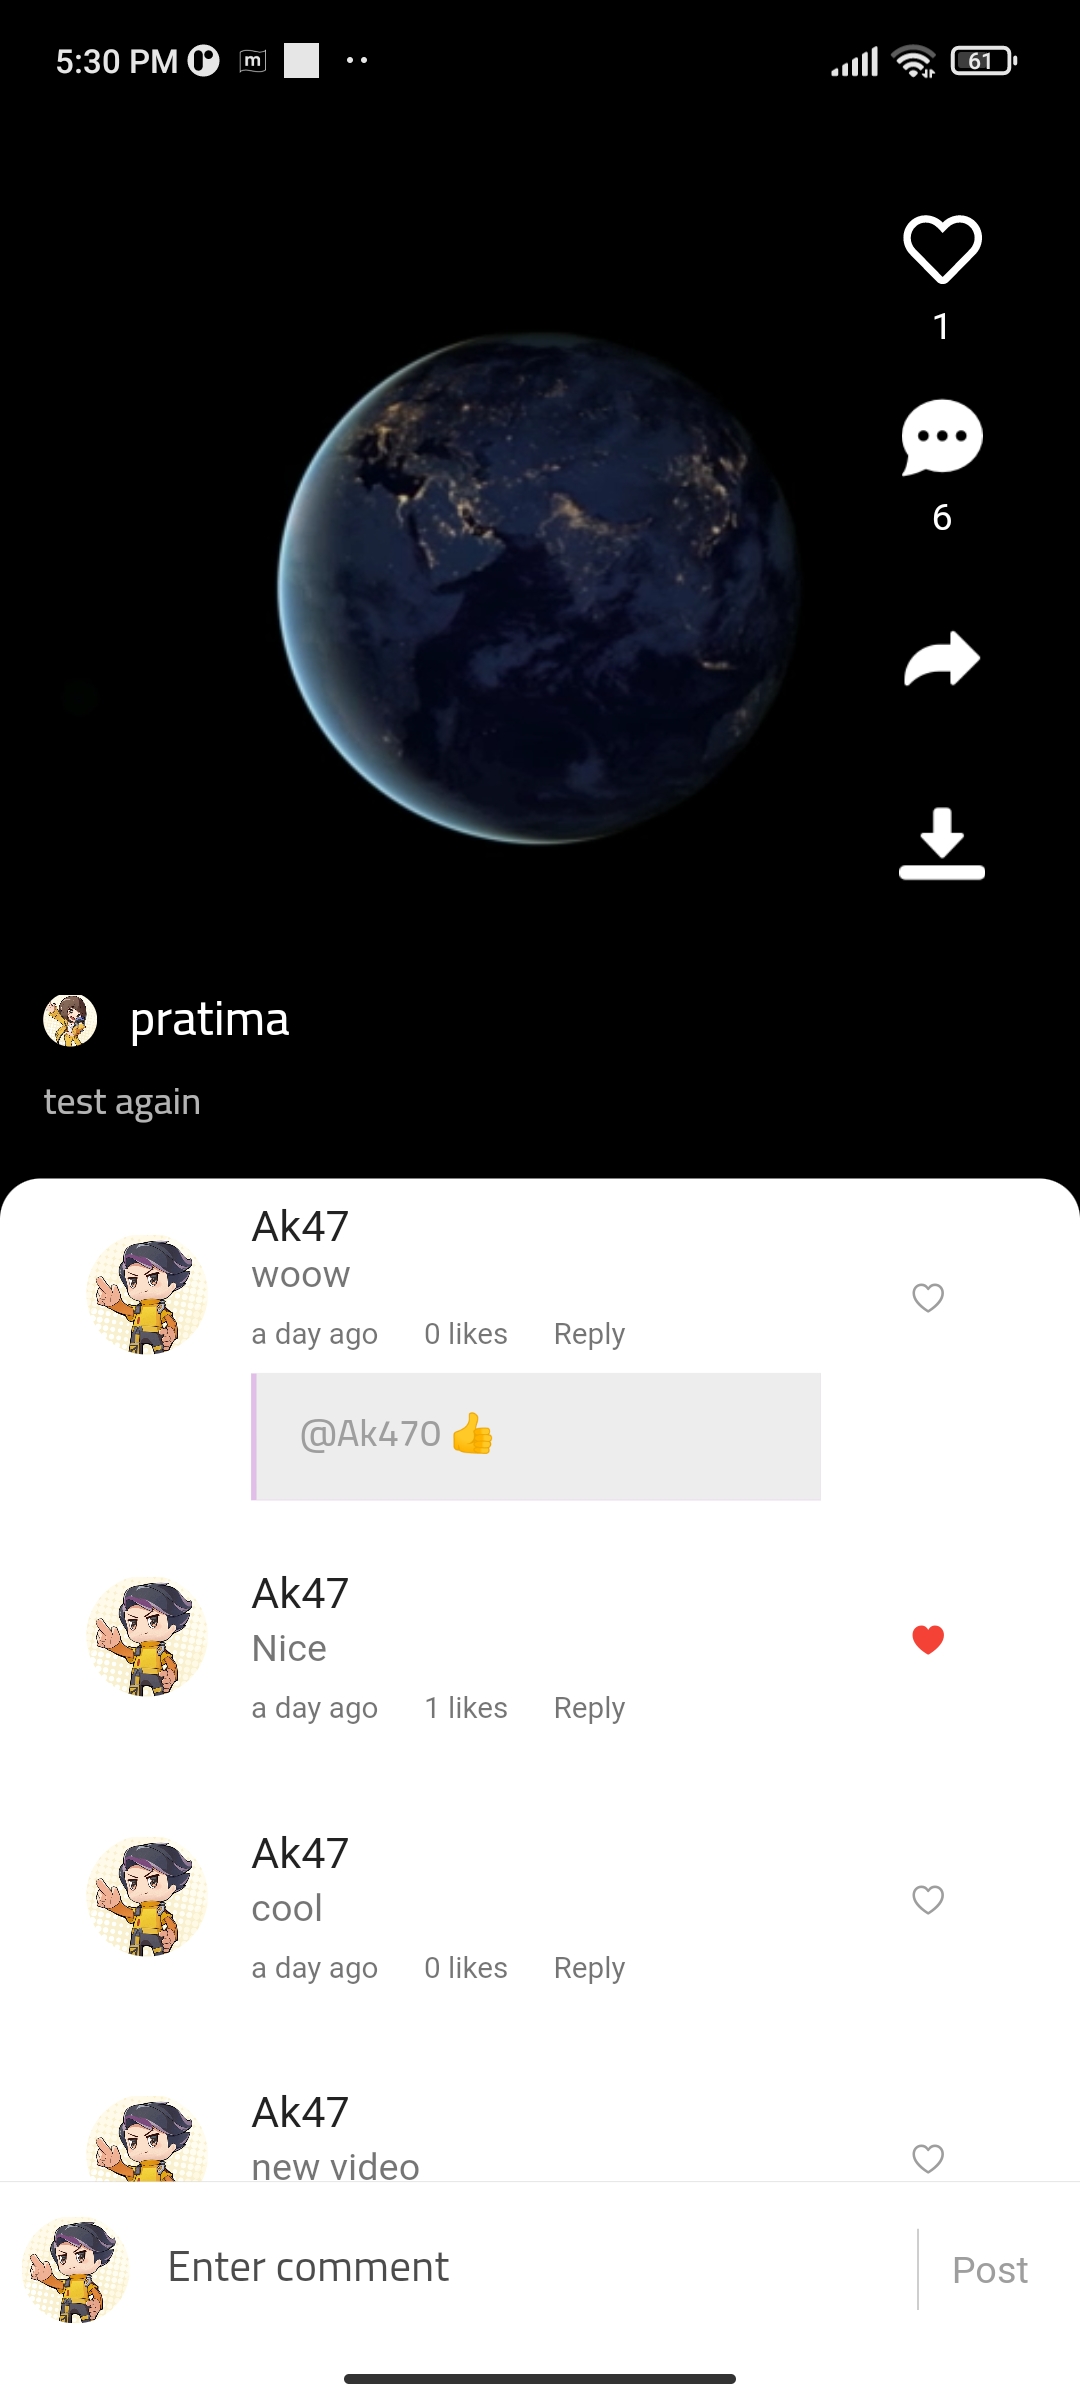 5:30 PM m 61
1
6
pratima
test again
Ak47
woow
a day ago 0 likes Reply
@Ak470 👍
Ak47
Nice
a day ago 1 likes Reply
Ak47
cool
a day ago 0 likes Reply
Ak47
new video
Enter comment Post